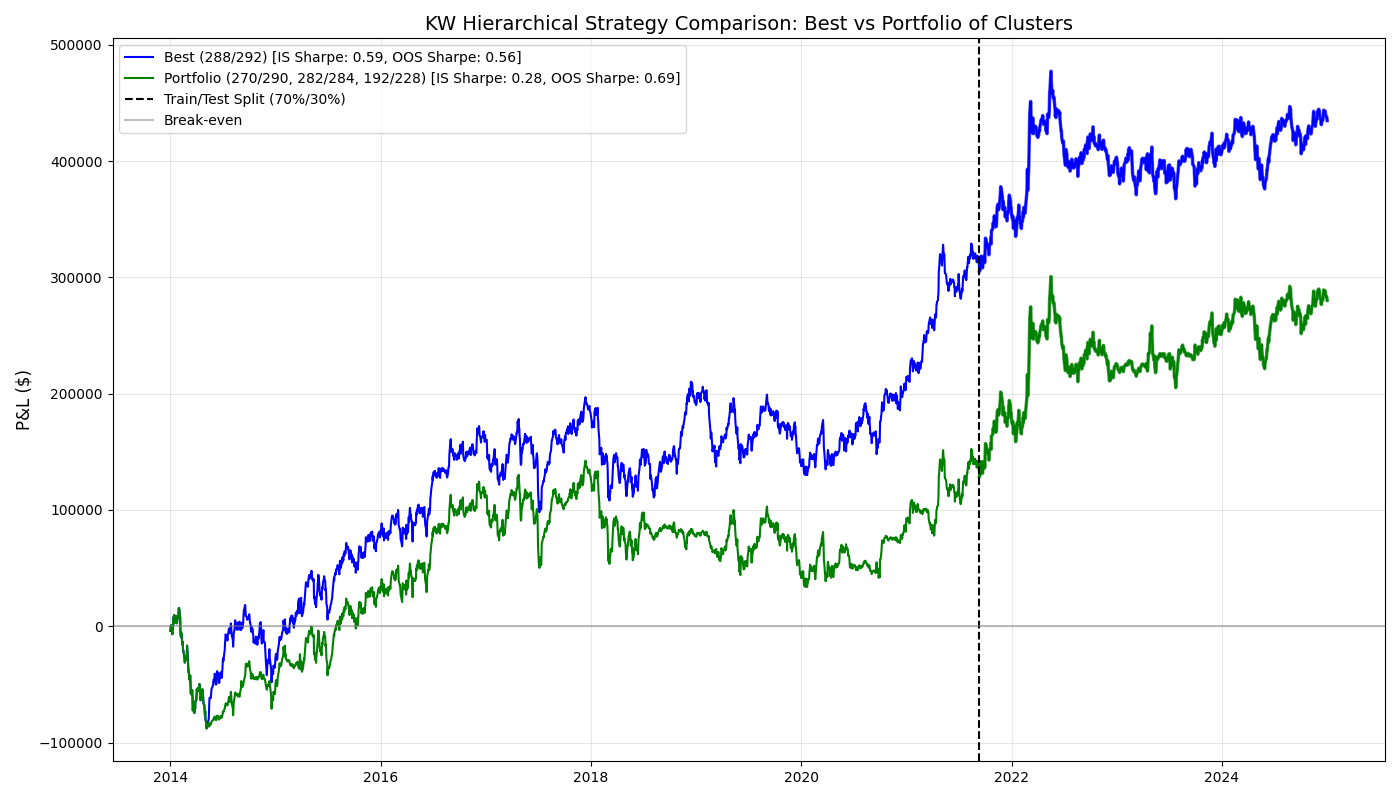 KW Hierarchical Strategy Comparison: Best vs Portfolio of Clusters
Best (288/292) [IS Sharpe: 0.59, OOS Sharpe: 0.56]
Portfolio (270/290, 282/284, 192/228) [IS Sharpe: 0.28, OOS Sharpe: 0.69]
Train/Test Split (70%/30%)
Break-even
P&L ($)
500000
400000
300000
200000
100000
0
−100000
2014
2016
2018
2020
2022
2024